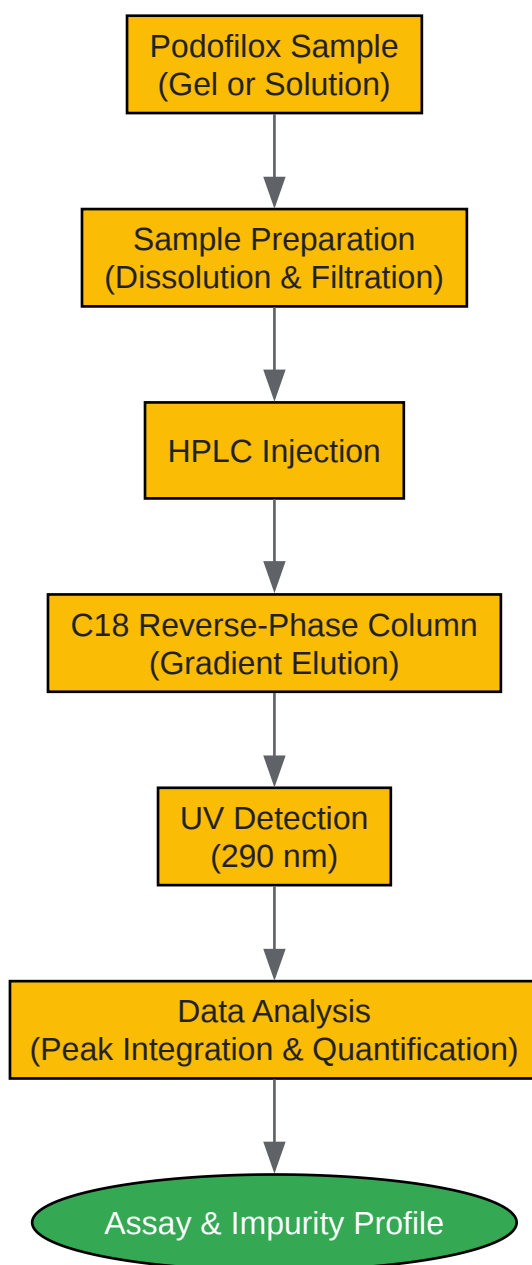 Podofilox Sample
(Gel or Solution)
Sample Preparation
(Dissolution & Filtration)
HPLC Injection
C18 Reverse-Phase Column
(Gradient Elution)
UV Detection
(290 nm)
Data Analysis
(Peak Integration & Quantification)
Assay & Impurity Profile